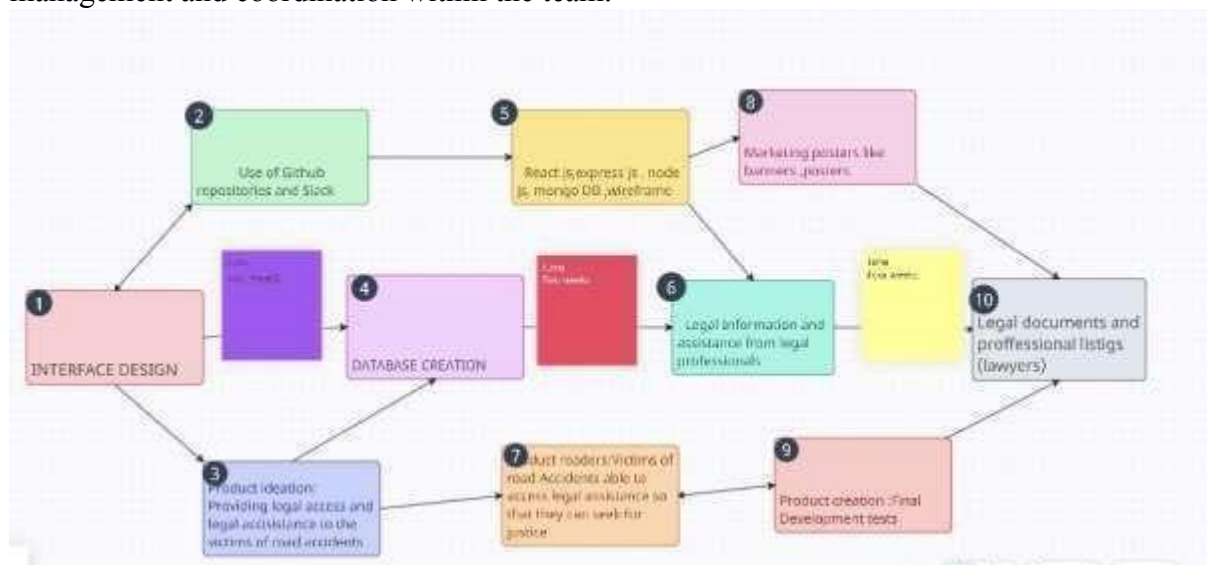 management and coordination within the team.
2
Use of Github
repositories and Slack
5
React js,express js , node
js, mongo DB ,wireframe
8
Marketing posters like
banners ,posters
1
INTERFACE DESIGN
4
DATABASE CREATION
6
Legal information and
assistance from legal
professionals
10
Legal documents and
proffessional listigs
(lawyers)
3
Product ideation:
Providing legal access and
legal
to the
victims of road accidents
7
readers:Victims of
road Accidents able to
access legal assistance so
that they can seek for
justice
9
Product creation :Final
Development tests